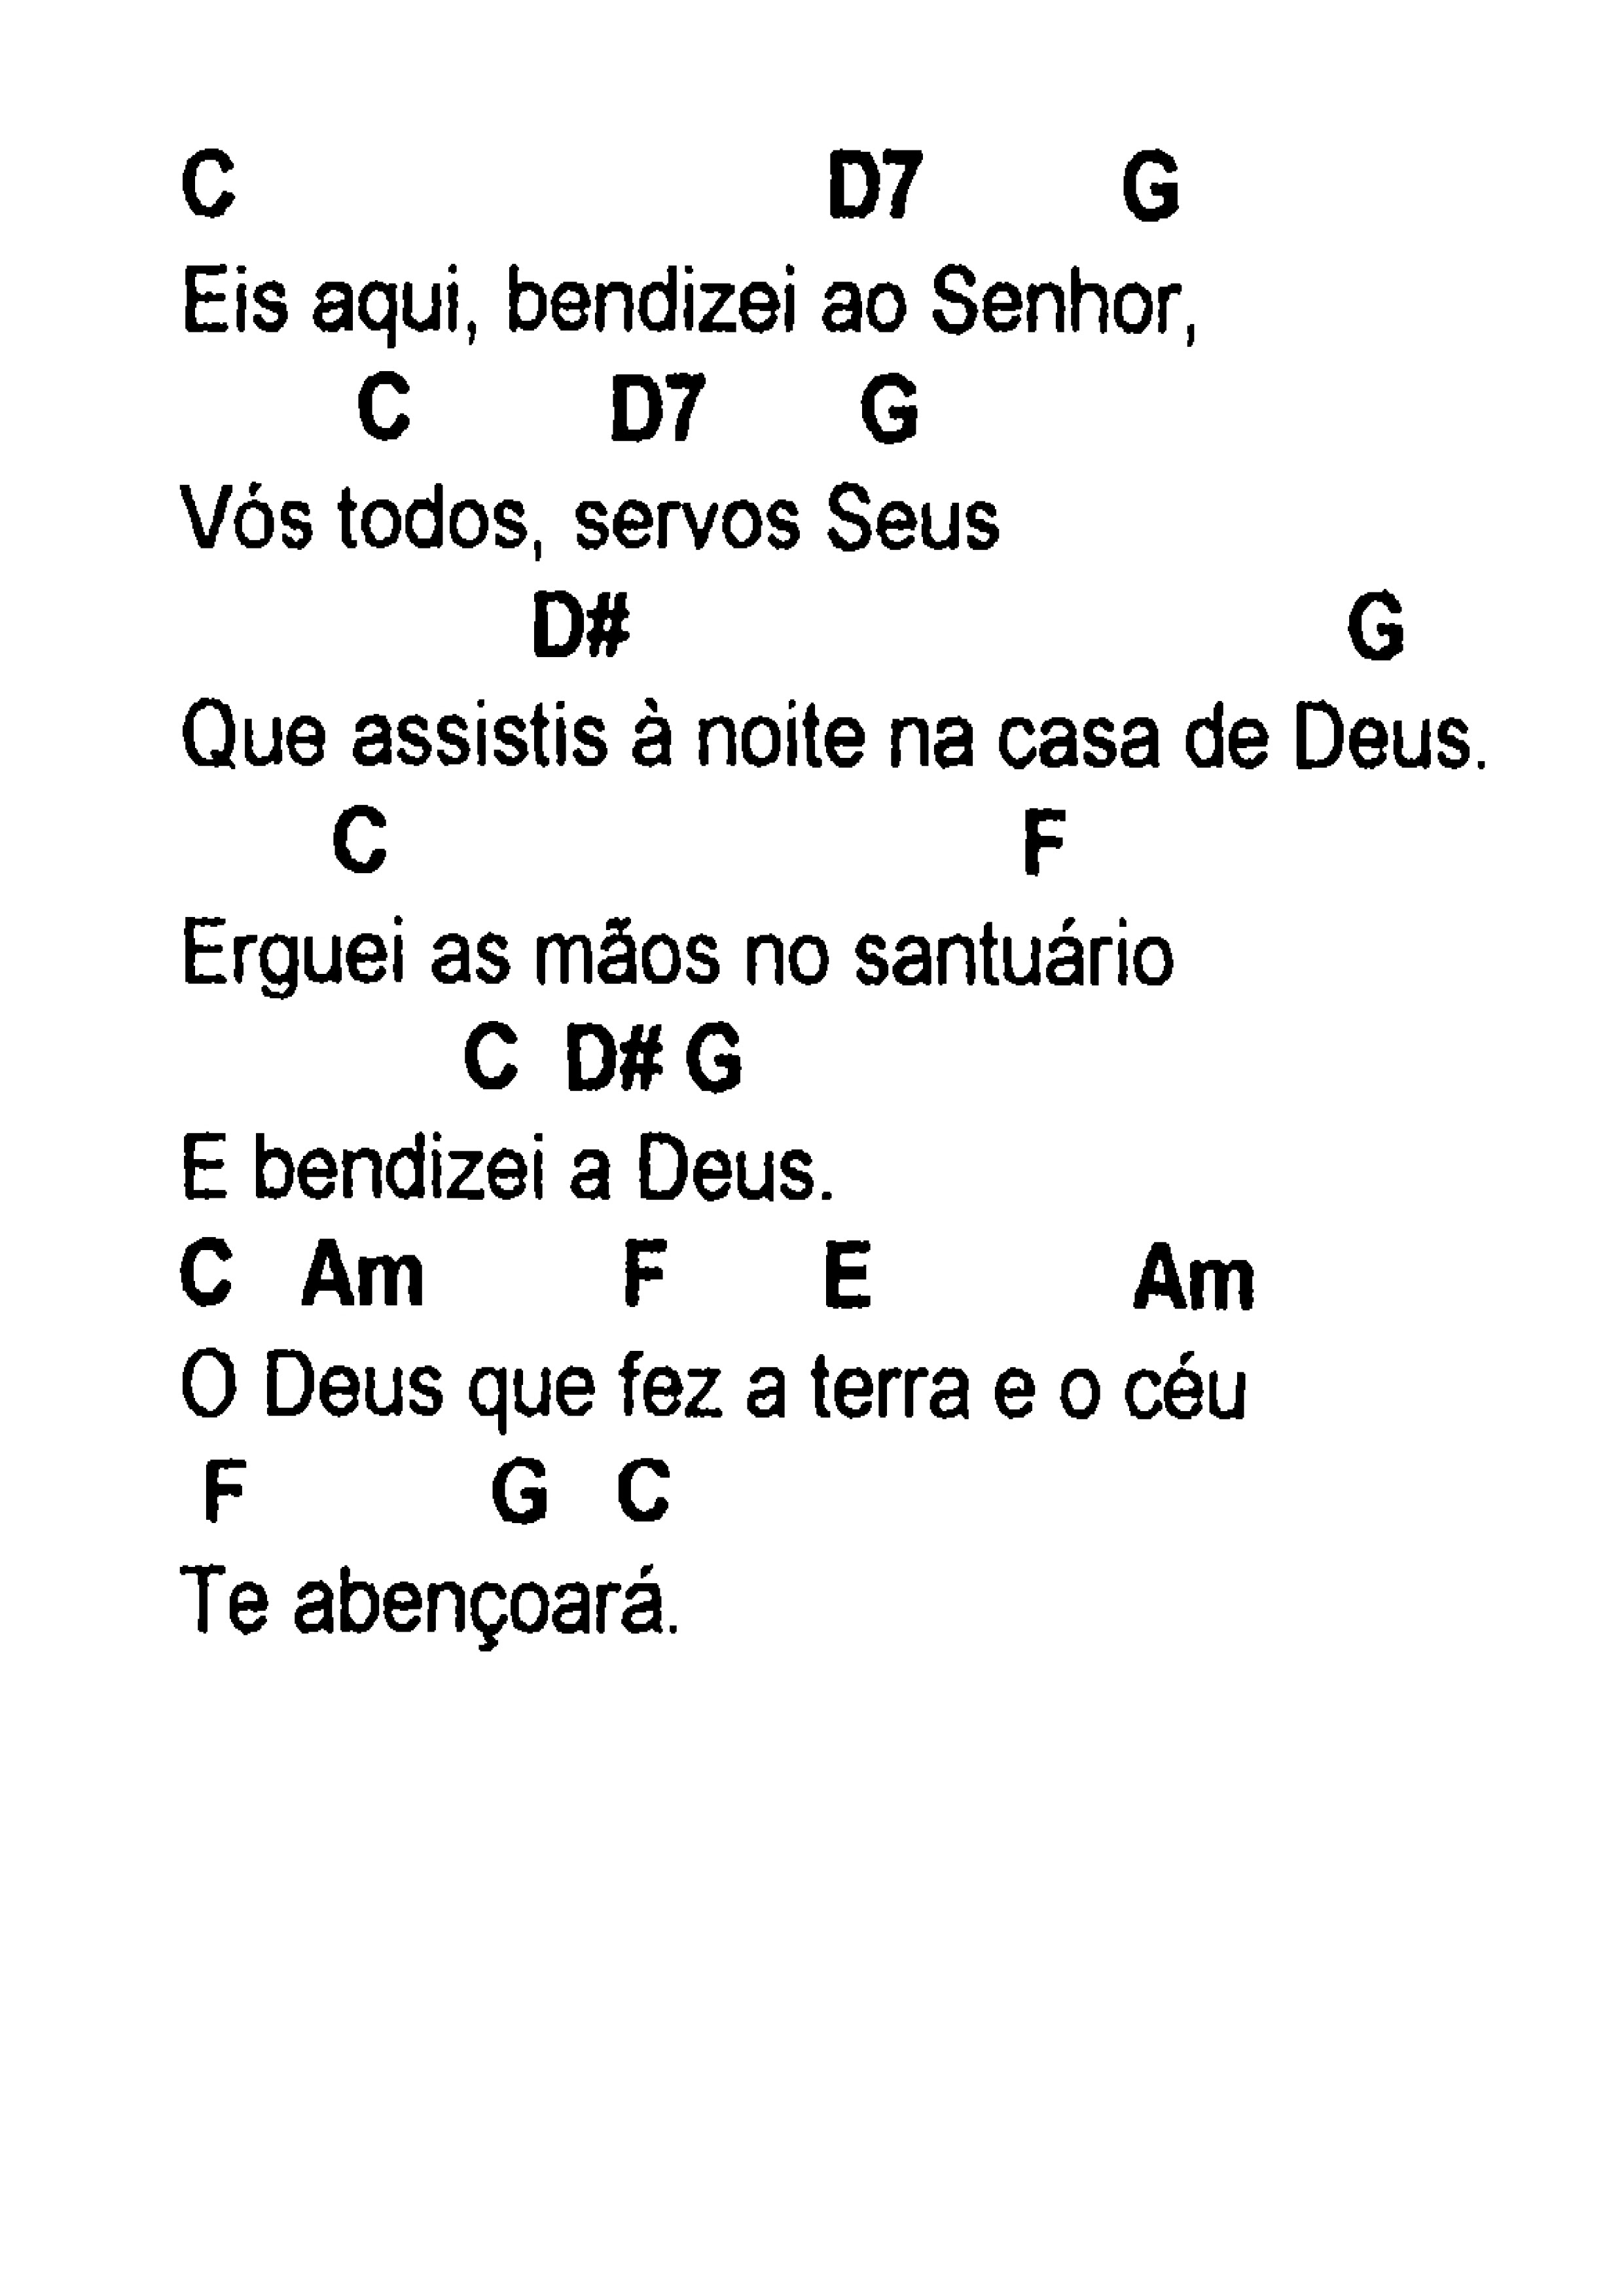 C D7 G
Eis aqui, bendizei ao Senhor,
C D7 G
Vós todos, servos Seus
D# G
Que assistis à noite na casa de Deus.
C F
Erguei as mãos no santuário
C D# G
E bendizei a Deus.
C Am F E Am
O Deus que fez a terra e o céu
F G C
Te abençoará.